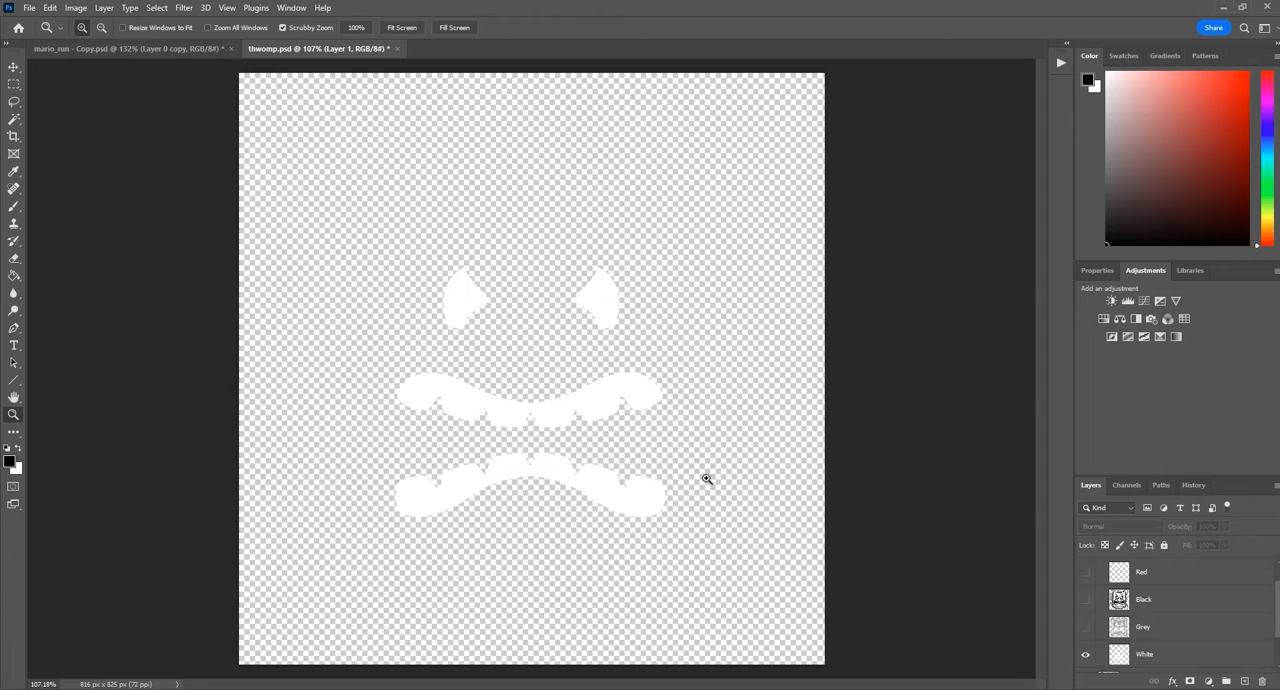 Ps File Edit Image Layer Type Select Filter 3D View Plugins Window Help
Resize Windows to Fit Zoom All Windows Scrubby Zoom 100% Fit Screen Fill Screen Share
mario_run - Copy.psd @ 132% (Layer 0 copy, RGB/8#) * × thwomp.psd @ 107% (Layer 1, RGB/8#) * ×
Color Swatches Gradients Patterns
Properties Adjustments Libraries
Add an adjustment
Layers Channels Paths History
Kind
Normal Opacity: 100%
Lock: Fill: 100%
Red
Black
Grey
White
107.18% 816 px x 825 px (72 ppi)